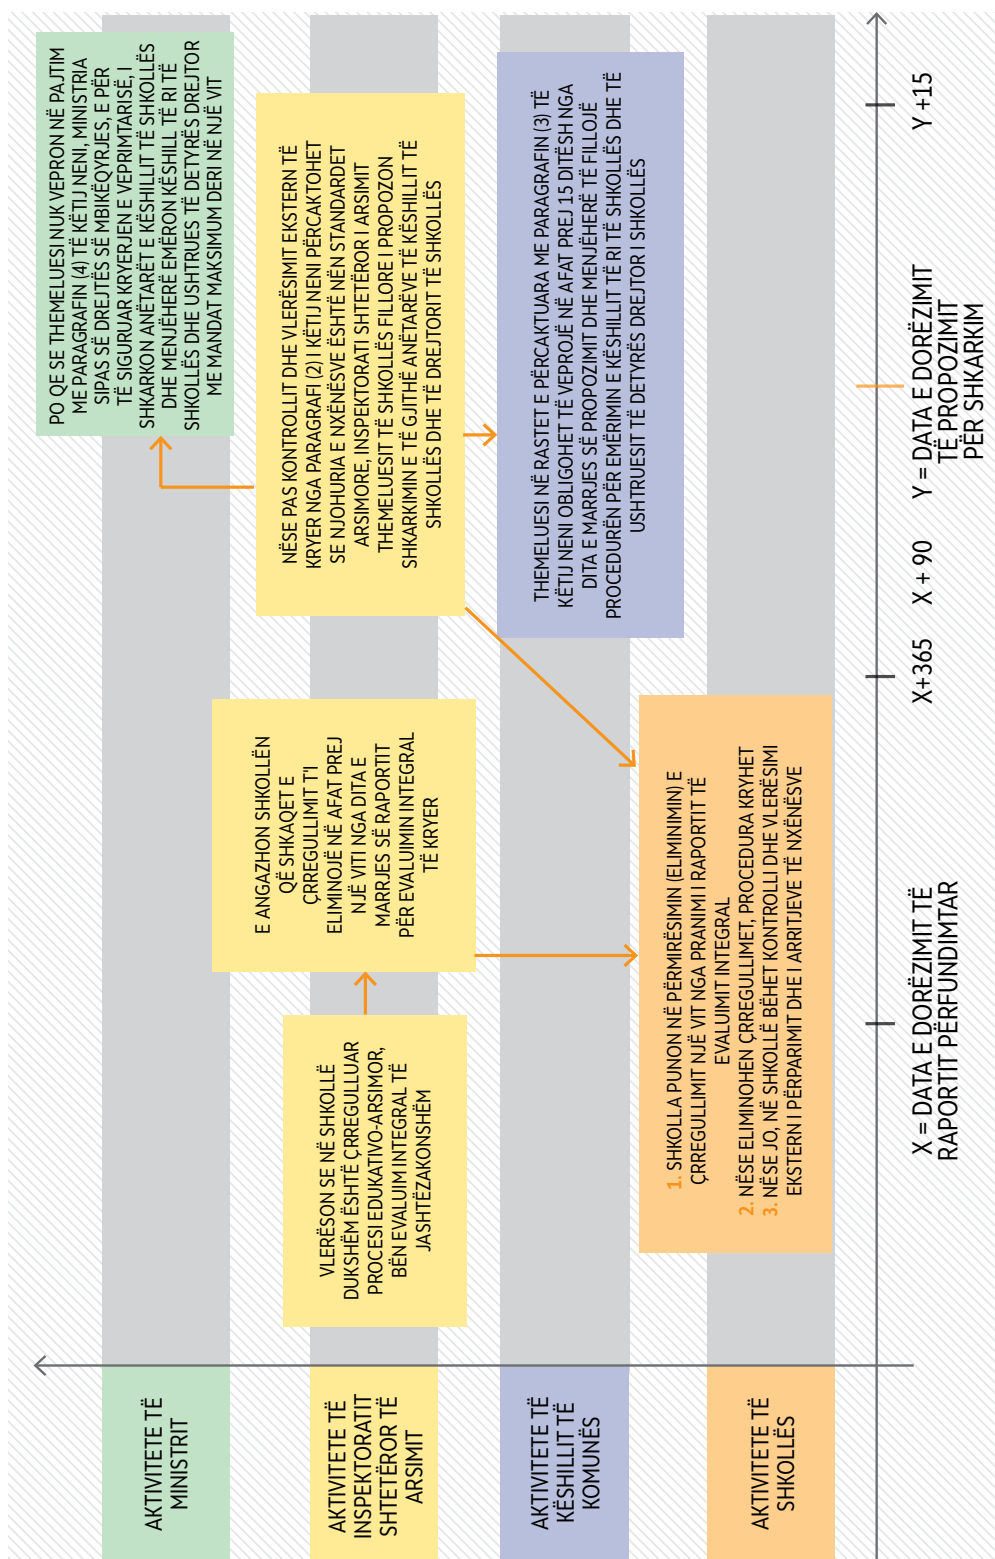 AKTIVITETE TË
MINISTRIT
PO QE SE THEMELUESI NUK VEPRON NË PAJTIM
ME PARAGRAFIN (4) TË KËTIJ NENI, MINISTRIA
SIPAS SË DREJTËS SË MBIKËQYRJES, E PËR
TË SIGURUAR KRYERJEN E VEPRIMTARISË, I
SHKARKON ANËTARËT E KËSHILLIT TË SHKOLLËS
DHE MENJËHERË EMËRON KËSHILL TË RI TË
SHKOLLËS DHE USHTRUES TË DETYRËS DREJTOR
ME MANDAT MAKSIMUM DERI NË NJË VIT
AKTIVITETE TË
INSPEKTORATIT
SHTETËROR TË
ARSIMIT
VLERËSON SE NË SHKOLLË
DUKSHËM ËSHTË ÇRREGULLUAR
PROCESI EDUKATIVO-ARSIMOR,
BËN EVALUIM INTEGRAL TË
JASHTËZAKONSHËM
E ANGAZHON SHKOLLËN
QË SHKAQET E
ÇRREGULLIMIT T'I
ELIMINOJË NË AFAT PREJ
NJË VITI NGA DITA E
MARRJES SË RAPORTIT
PËR EVALUIMIN INTEGRAL
TË KRYER
NËSE PAS KONTROLLIT DHE VLERËSIMIT EKSTERN TË
KRYER NGA PARAGRAFI (2) I KËTIJ NENI PËRCAKTOHET
SE NJOHURIA E NXËNËSVE ËSHTË NËN STANDARDET
ARSIMORE, INSPEKTORATI SHTETËROR I ARSIMIT
THEMELUESIT TË SHKOLLËS FILLORE I PROPOZON
SHKARKIMIN E TË GJITHË ANËTARËVE TË KËSHILLIT TË
SHKOLLËS DHE TË DREJTORIT TË SHKOLLËS
AKTIVITETE TË
KËSHILLIT TË
KOMUNËS
THEMELUESI NË RASTET E PËRCAKTUARA ME PARAGRAFIN (3) TË
KËTIJ NENI OBLIGOHET TË VEPROJË NË AFAT PREJ 15 DITËSH NGA
DITA E MARRJES SË PROPOZIMIT DHE MENJËHERË TË FILLOJË
PROCEDURËN PËR EMËRIMIN E KËSHILLIT TË RI TË SHKOLLËS DHE TË
USHTRUESIT TË DETYRËS DREJTOR I SHKOLLËS
AKTIVITETE TË
SHKOLLËS
1. SHKOLLA PUNON NË PËRMIRËSIMIN (ELIMINIMIN) E
ÇRREGULLIMIT NJË VIT NGA PRANIMI I RAPORTIT TË
EVALUIMIT INTEGRAL
2. NËSE ELIMINOHEN ÇRREGULLIMET, PROCEDURA KRYHET
3. NËSE JO, NË SHKOLLË BËHET KONTROLLI DHE VLERËSIMI
EKSTERN I PËRPARIMIT DHE I ARRITJEVE TË NXËNËSVE
X = DATA E DORËZIMIT TË
RAPORTIT PËRFUNDIMTAR
X+365
X + 90
Y = DATA E DORËZIMIT
TË PROPOZIMIT
PËR SHKARKIM
Y +15